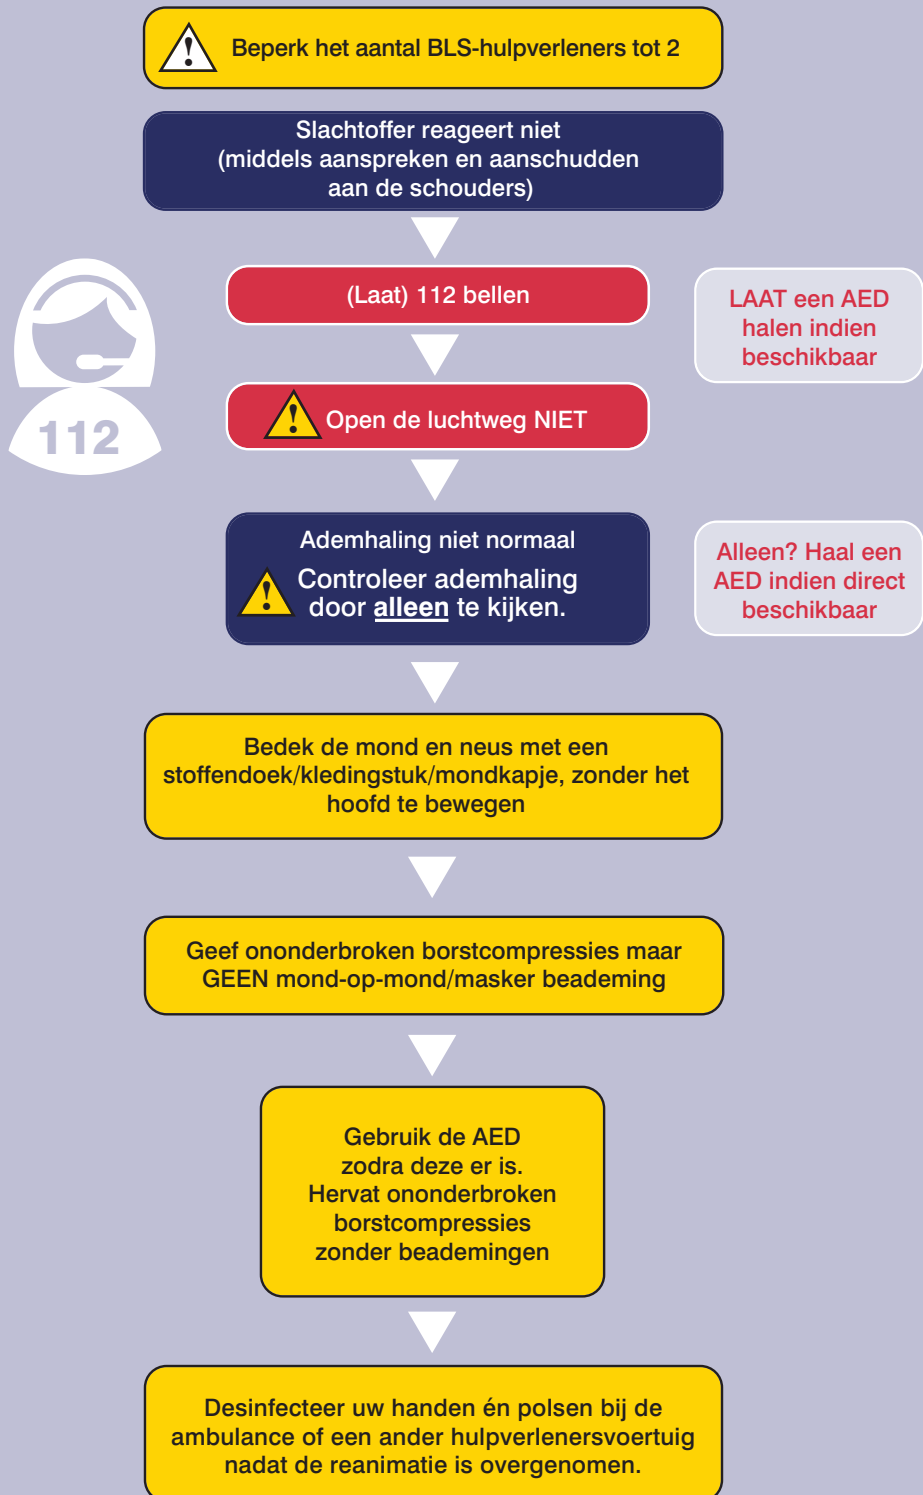 Beperk het aantal BLS-hulpverleners tot 2
Slachtoffer reageert niet
(middels aanspreken en aanschudden
aan de schouders)
(Laat) 112 bellen
LAAT een AED
halen indien
beschikbaar
112
Open de luchtweg NIET
Ademhaling niet normaal
Controleer ademhaling
door alleen te kijken.
Alleen? Haal een
AED indien direct
beschikbaar
Bedek de mond en neus met een
stoffendoek/kledingstuk/mondkapje, zonder het
hoofd te bewegen
Geef ononderbroken borstcompressies maar
GEEN mond-op-mond/masker beademing
Gebruik de AED
zodra deze er is.
Hervat ononderbroken
borstcompressies
zonder beademingen
Desinfecteer uw handen én polsen bij de
ambulance of een ander hulpverlenersvoertuig
nadat de reanimatie is overgenomen.